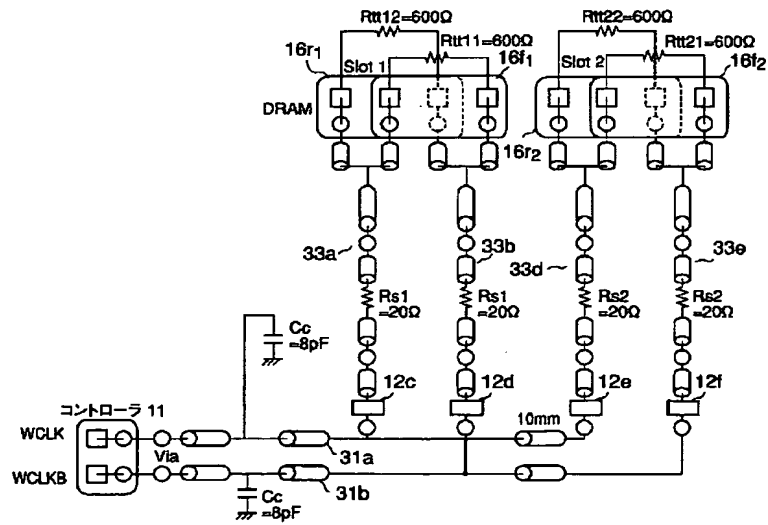 Rtt12=600Ω
Rttt22=600Ω
Rtt11=600Ω
Rtt21=600Ω
16r1
Slot 1
16f1
Slot 2
16f2
DRAM
16r2
33a
33b
33d
33e
Rs1
=20Ω
Rs1
=20Ω
Rs2
=20Ω
Rs2
=20Ω
Cc
=8pF
12c
12d
12e
12f
コントローラ 11
10mm
WCLK
Via
31a
WCLKB
31b
Cc
=8pF